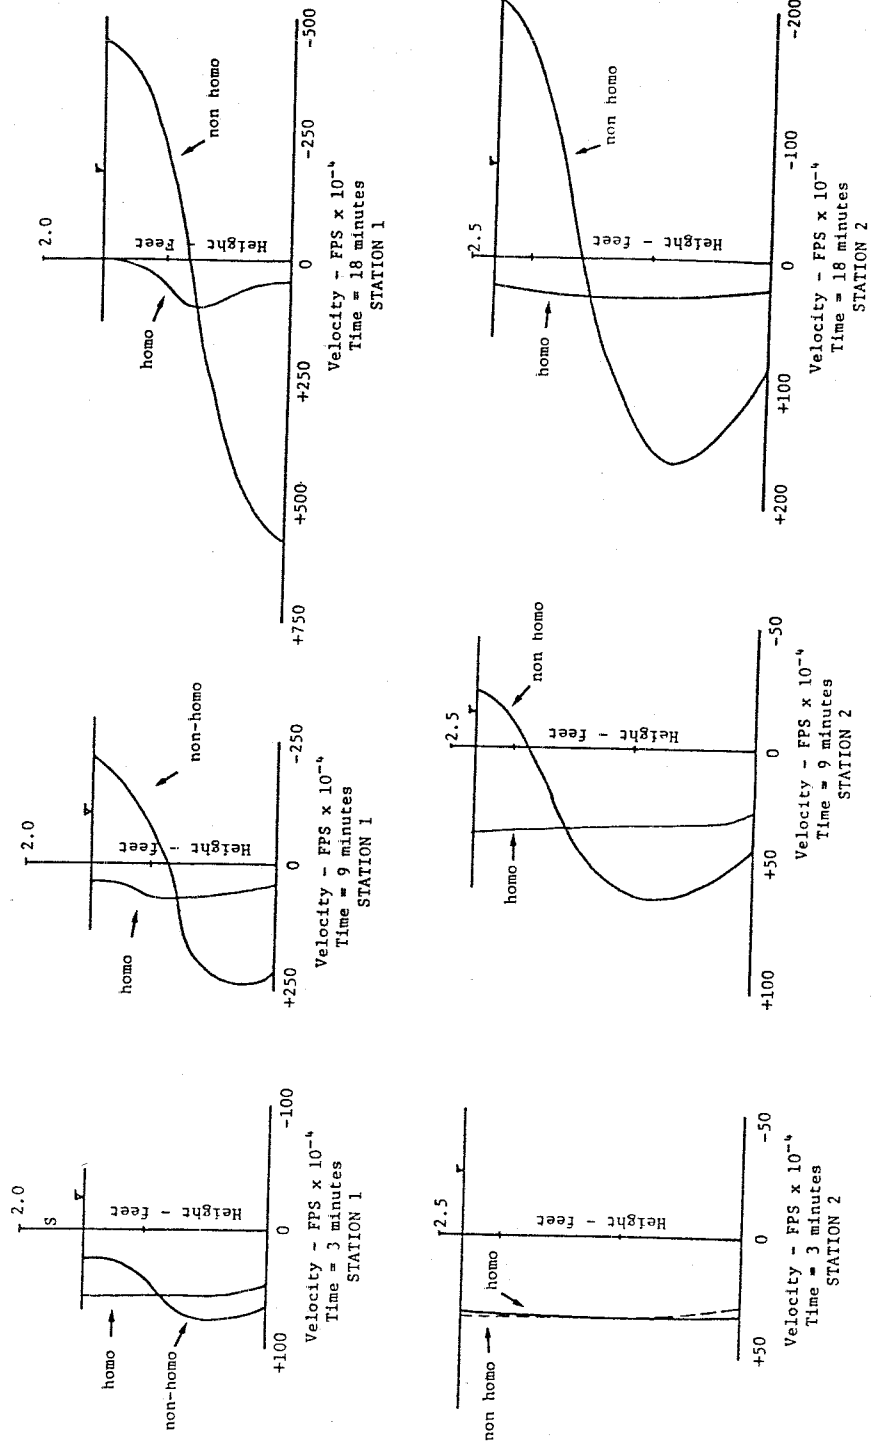 2.0
S
Height - feet
homo
non-homo
+100
0
-100
Velocity - FPS x 10⁻⁴
Time = 3 minutes
STATION 1
2.0
Height - feet
homo
non-homo
+250
0
-250
Velocity - FPS x 10⁻⁴
Time = 9 minutes
STATION 1
2.0
Height - Feet
homo
non homo
+750
+500
+250
0
-250
-500
Velocity - FPS x 10⁻⁴
Time = 18 minutes
STATION 1
2.5
Height - feet
homo
non homo
+50
0
-50
Velocity - FPS x 10⁻⁴
Time = 3 minutes
STATION 2
2.5
Height - feet
homo
non homo
+100
+50
0
-50
Velocity - FPS x 10⁻⁴
Time = 9 minutes
STATION 2
2.5
Height - feet
homo
non homo
+200
+100
0
-100
-200
Velocity - FPS x 10⁻⁴
Time = 18 minutes
STATION 2